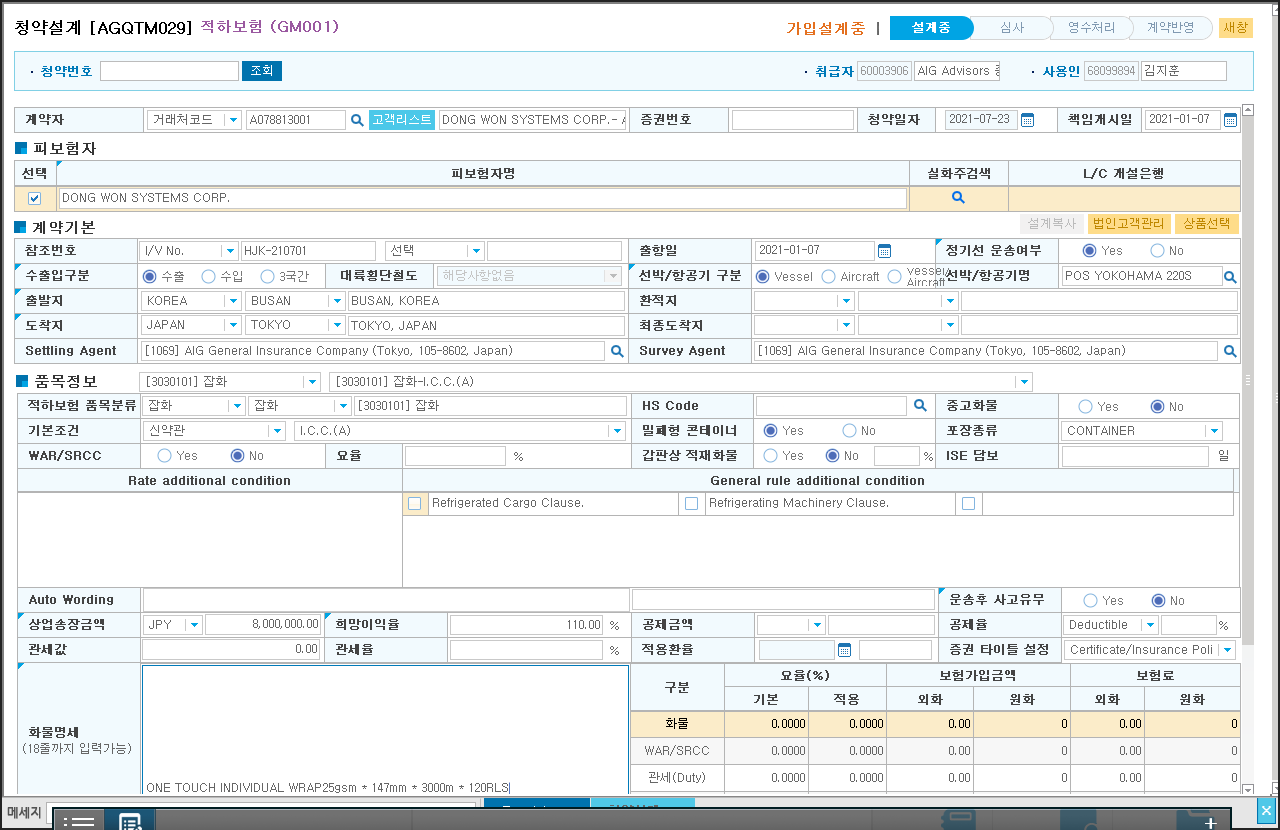 청약설계 [AGQTM029] 적하보험 (GM001) 가입설계중 | 설계중 심사 영수처리 계약반영 새창
· 청약번호 조회 · 취급자 60003906 AIG Advisors · 사용인 68099894 김지훈
계약자 거래처코드 A078813001 고객리스트 DONG WON SYSTEMS CORP.- 증권번호 청약일자 2021-07-23 책임개시일 2021-01-07
피보험자
선택 피보험자명 실화주검색 L/C 개설은행
DONG WON SYSTEMS CORP.
계약기본 설계복사 법인고객관리 상품선택
참조번호 I/V No. HJK-210701 선택 출항일 2021-01-07 정기선 운송여부 Yes No
수출입구분 수출 수입 3국간 대륙횡단철도 해당사항없음 선박/항공기 구분 Vessel Aircraft Vessel/Aircraft 선박/항공기명 POS YOKOHAMA 220S
출발지 KOREA BUSAN BUSAN, KOREA 환적지
도착지 JAPAN TOKYO TOKYO, JAPAN 최종도착지
Settling Agent [1069] AIG General Insurance Company (Tokyo, 105-8602, Japan) Survey Agent [1069] AIG General Insurance Company (Tokyo, 105-8602, Japan)
품목정보 [3030101] 잡화 [3030101] 잡화-I.C.C.(A)
적하보험 품목분류 잡화 잡화 [3030101] 잡화 HS Code 중고화물 Yes No
기본조건 신약관 I.C.C.(A) 밀폐형 콘테이너 Yes No 포장종류 CONTAINER
WAR/SRCC Yes No 요율 % 갑판상 적재화물 Yes No % ISE 담보 일
Rate additional condition General rule additional condition
Refrigerated Cargo Clause. Refrigerating Machinery Clause.
Auto Wording 운송후 사고유무 Yes No
상업송장금액 JPY 8,000,000.00 희망이익율 110.00 % 공제금액 공제율 Deductible %
관세값 0.00 관세율 % 적용환율 증권 타이틀 설정 Certificate/Insurance Poli
구분 요율(%) 보험가입금액 보험료
기본 적용 외화 원화 외화 원화
화물 0.0000 0.0000 0.00 0 0.00 0
WAR/SRCC 0.0000 0.0000 0.00 0 0.00 0
관세(Duty) 0.0000 0.0000 0.00 0 0.00 0
화물명세
(18줄까지 입력가능)
ONE TOUCH INDIVIDUAL WRAP25gsm * 147mm * 3000m * 120RLS
메세지